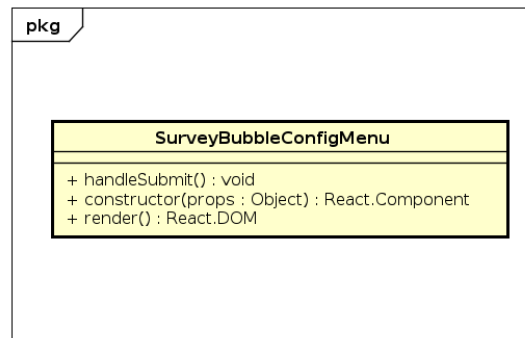 pkg
SurveyBubbleConfigMenu
+ handleSubmit() : void
+ constructor(props : Object) : React.Component
+ render() : React.DOM